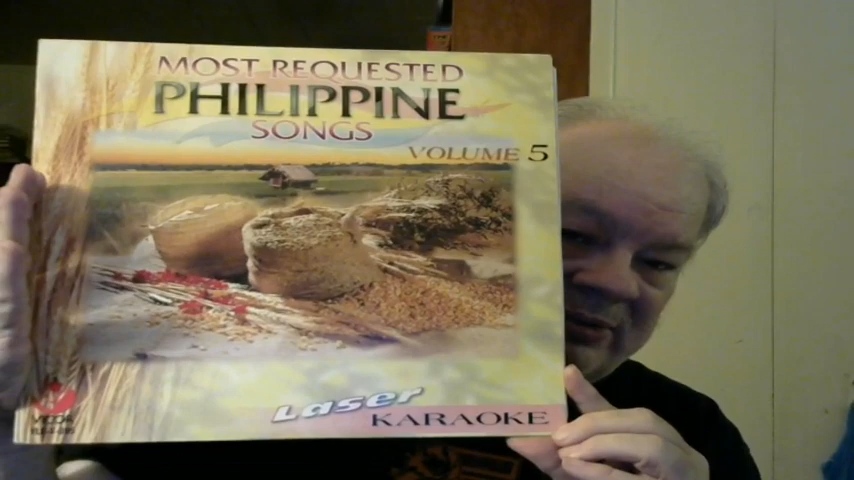 MOST REQUESTED
PHILIPPINE
SONGS
VOLUME 5
Laser
KARAOKE